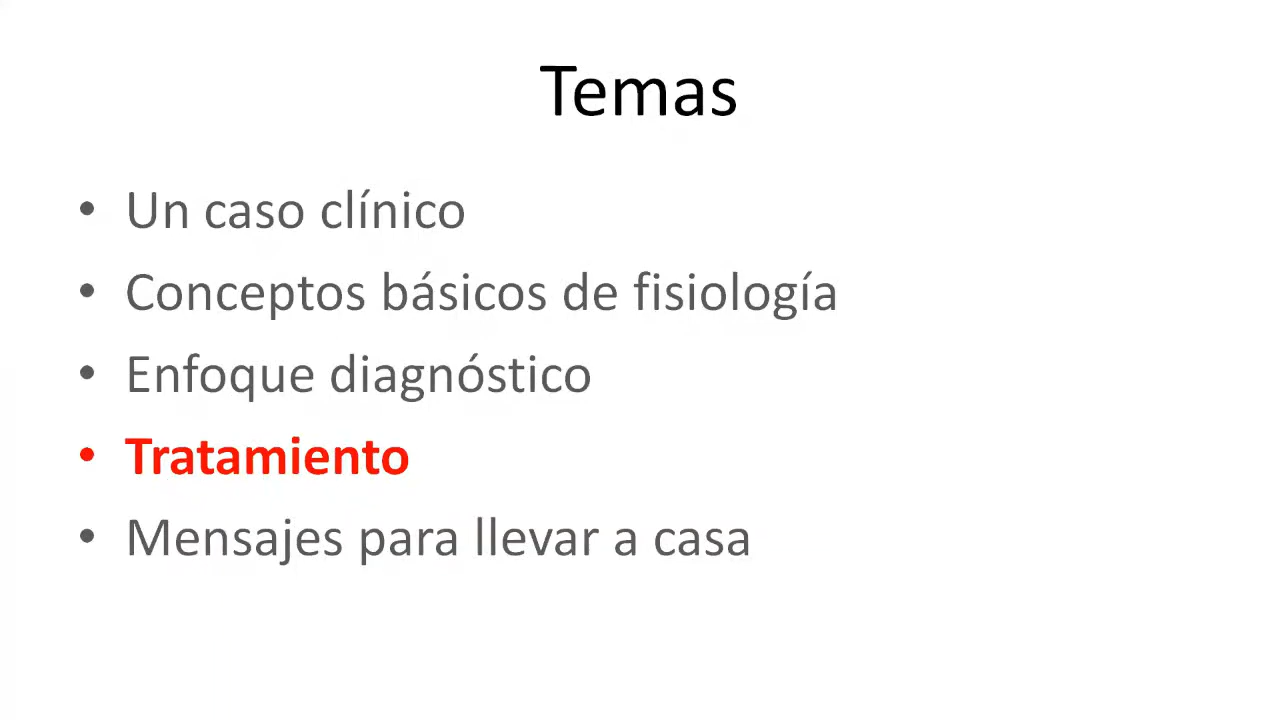 Temas
• Un caso clínico
• Conceptos básicos de fisiología
• Enfoque diagnóstico
• Tratamiento
• Mensajes para llevar a casa